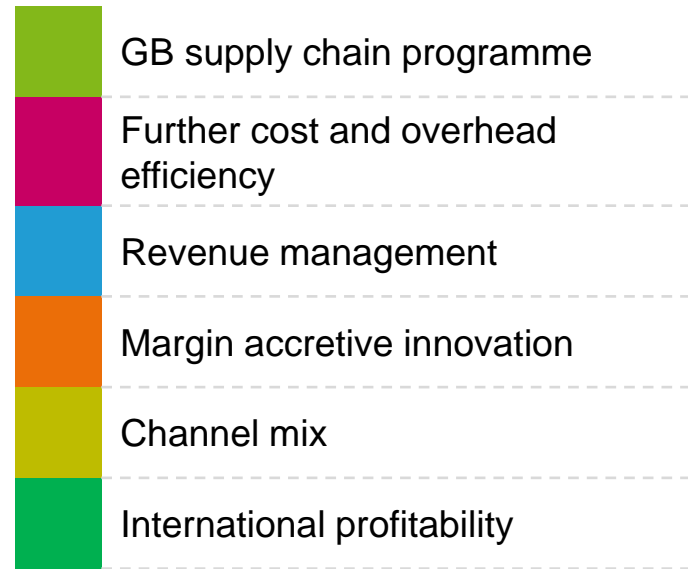 GB supply chain programme
Further cost and overhead
efficiency
Revenue management
Margin accretive innovation
Channel mix
International profitability